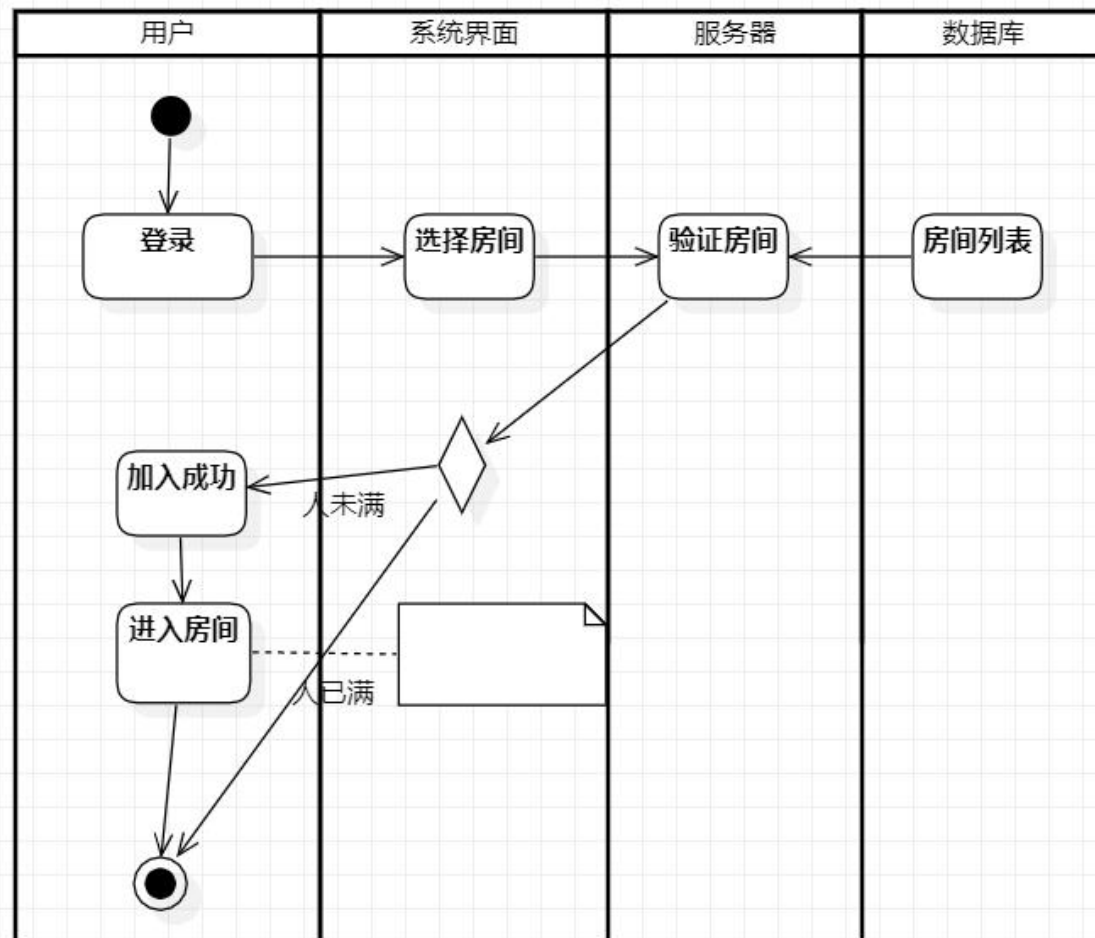 用户
系统界面
服务器
数据库
登录
选择房间
验证房间
房间列表
加入成功
人未满
进入房间
人已满